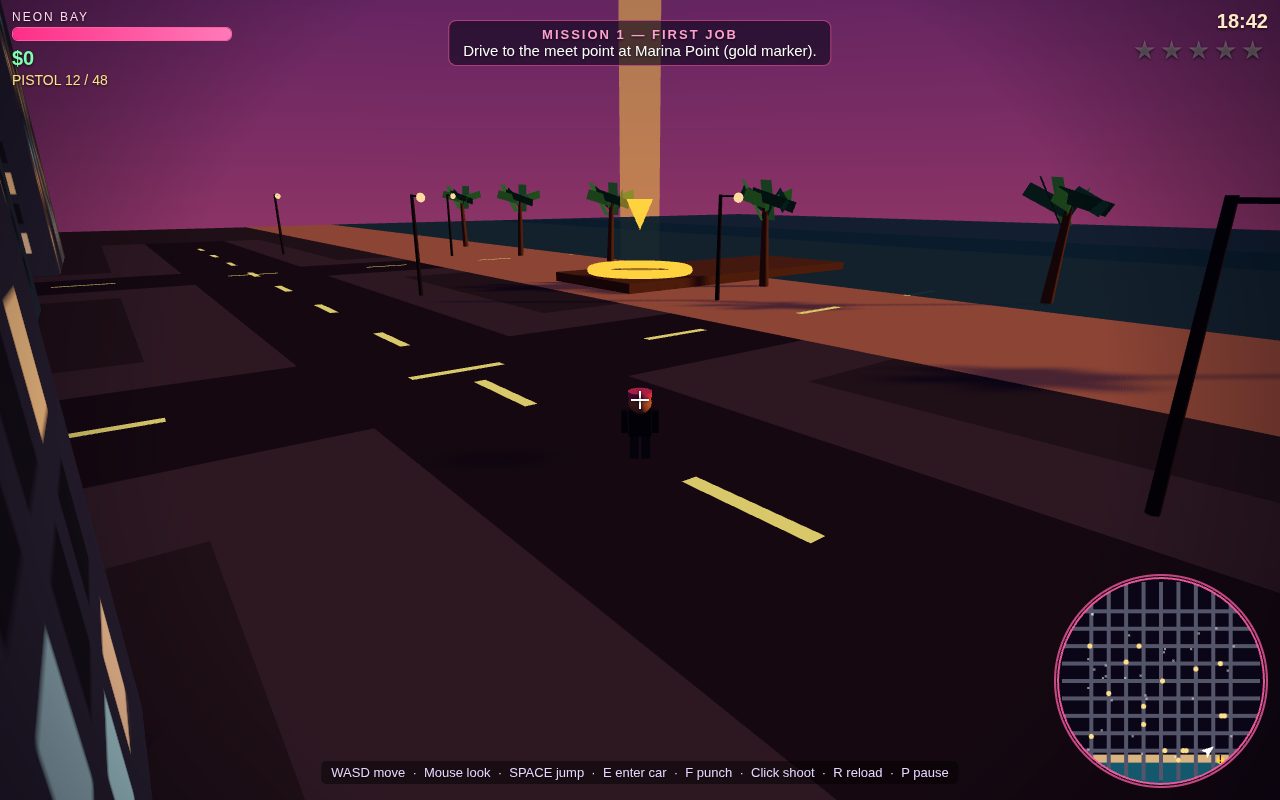 NEON BAY
$0
PISTOL 12 / 48
MISSION 1 — FIRST JOB
Drive to the meet point at Marina Point (gold marker).
18:42
WASD move · Mouse look · SPACE jump · E enter car · F punch · Click shoot · R reload · P pause